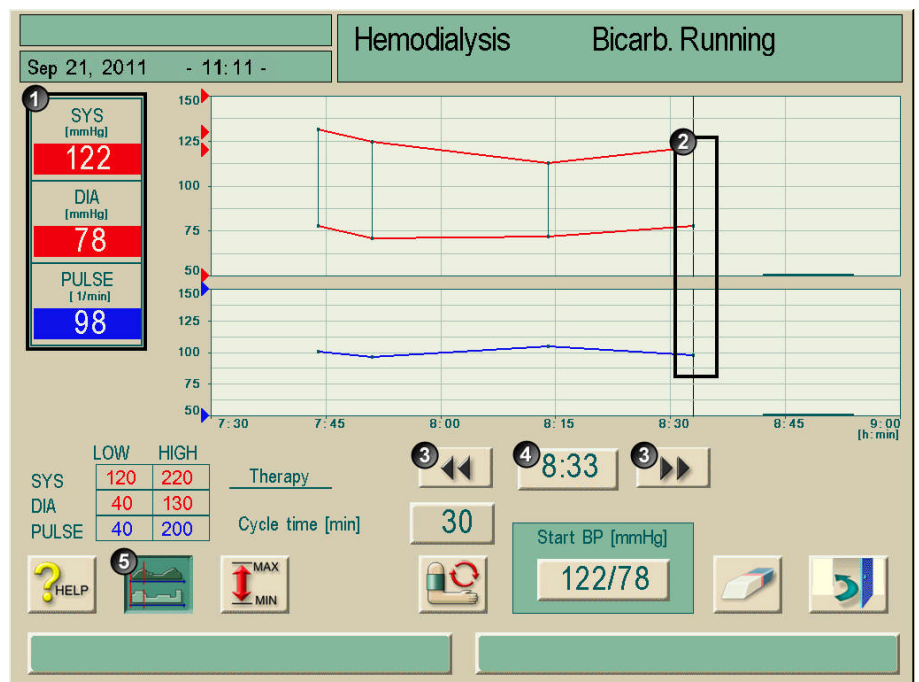 Hemodialysis Bicarb. Running
Sep 21, 2011 - 11:11 -
1
SYS
[mmHg]
122
DIA
[mmHg]
78
PULSE
[ 1/min]
98
150
125
100
75
50
2
150
125
100
75
50
7:30 7:45 8:00 8:15 8:30 8:45 9:00
[h:min]
LOW HIGH
SYS 120 220
DIA 40 130
PULSE 40 200
Therapy
3 4 8:33 3
Cycle time [min] 30
Start BP [mmHg]
122/78
HELP
5
MAX
MIN